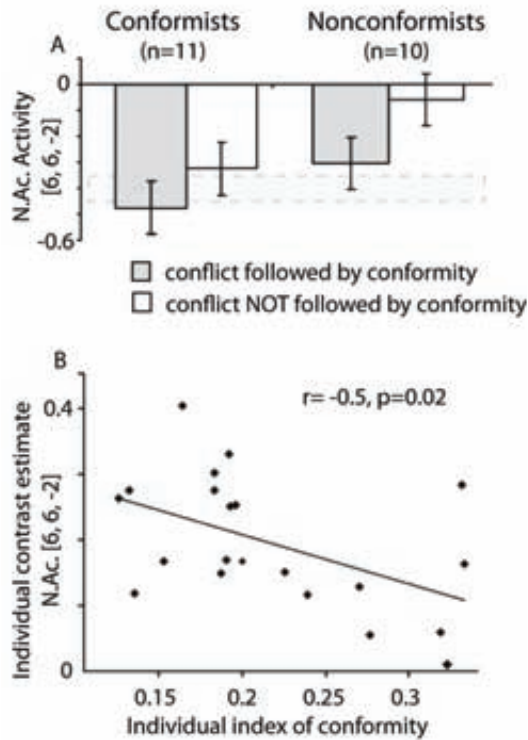 Conformists Nonconformists
A (n=11) (n=10)
0
N.Ac. Activity
[6, 6, -2]
-0.6
conflict followed by conformity
conflict NOT followed by conformity
B
r= -0.5, p=0.02
0.4
Individual contrast estimate
N.Ac. [6, 6, -2]
0
0.15 0.2 0.25 0.3
Individual index of conformity